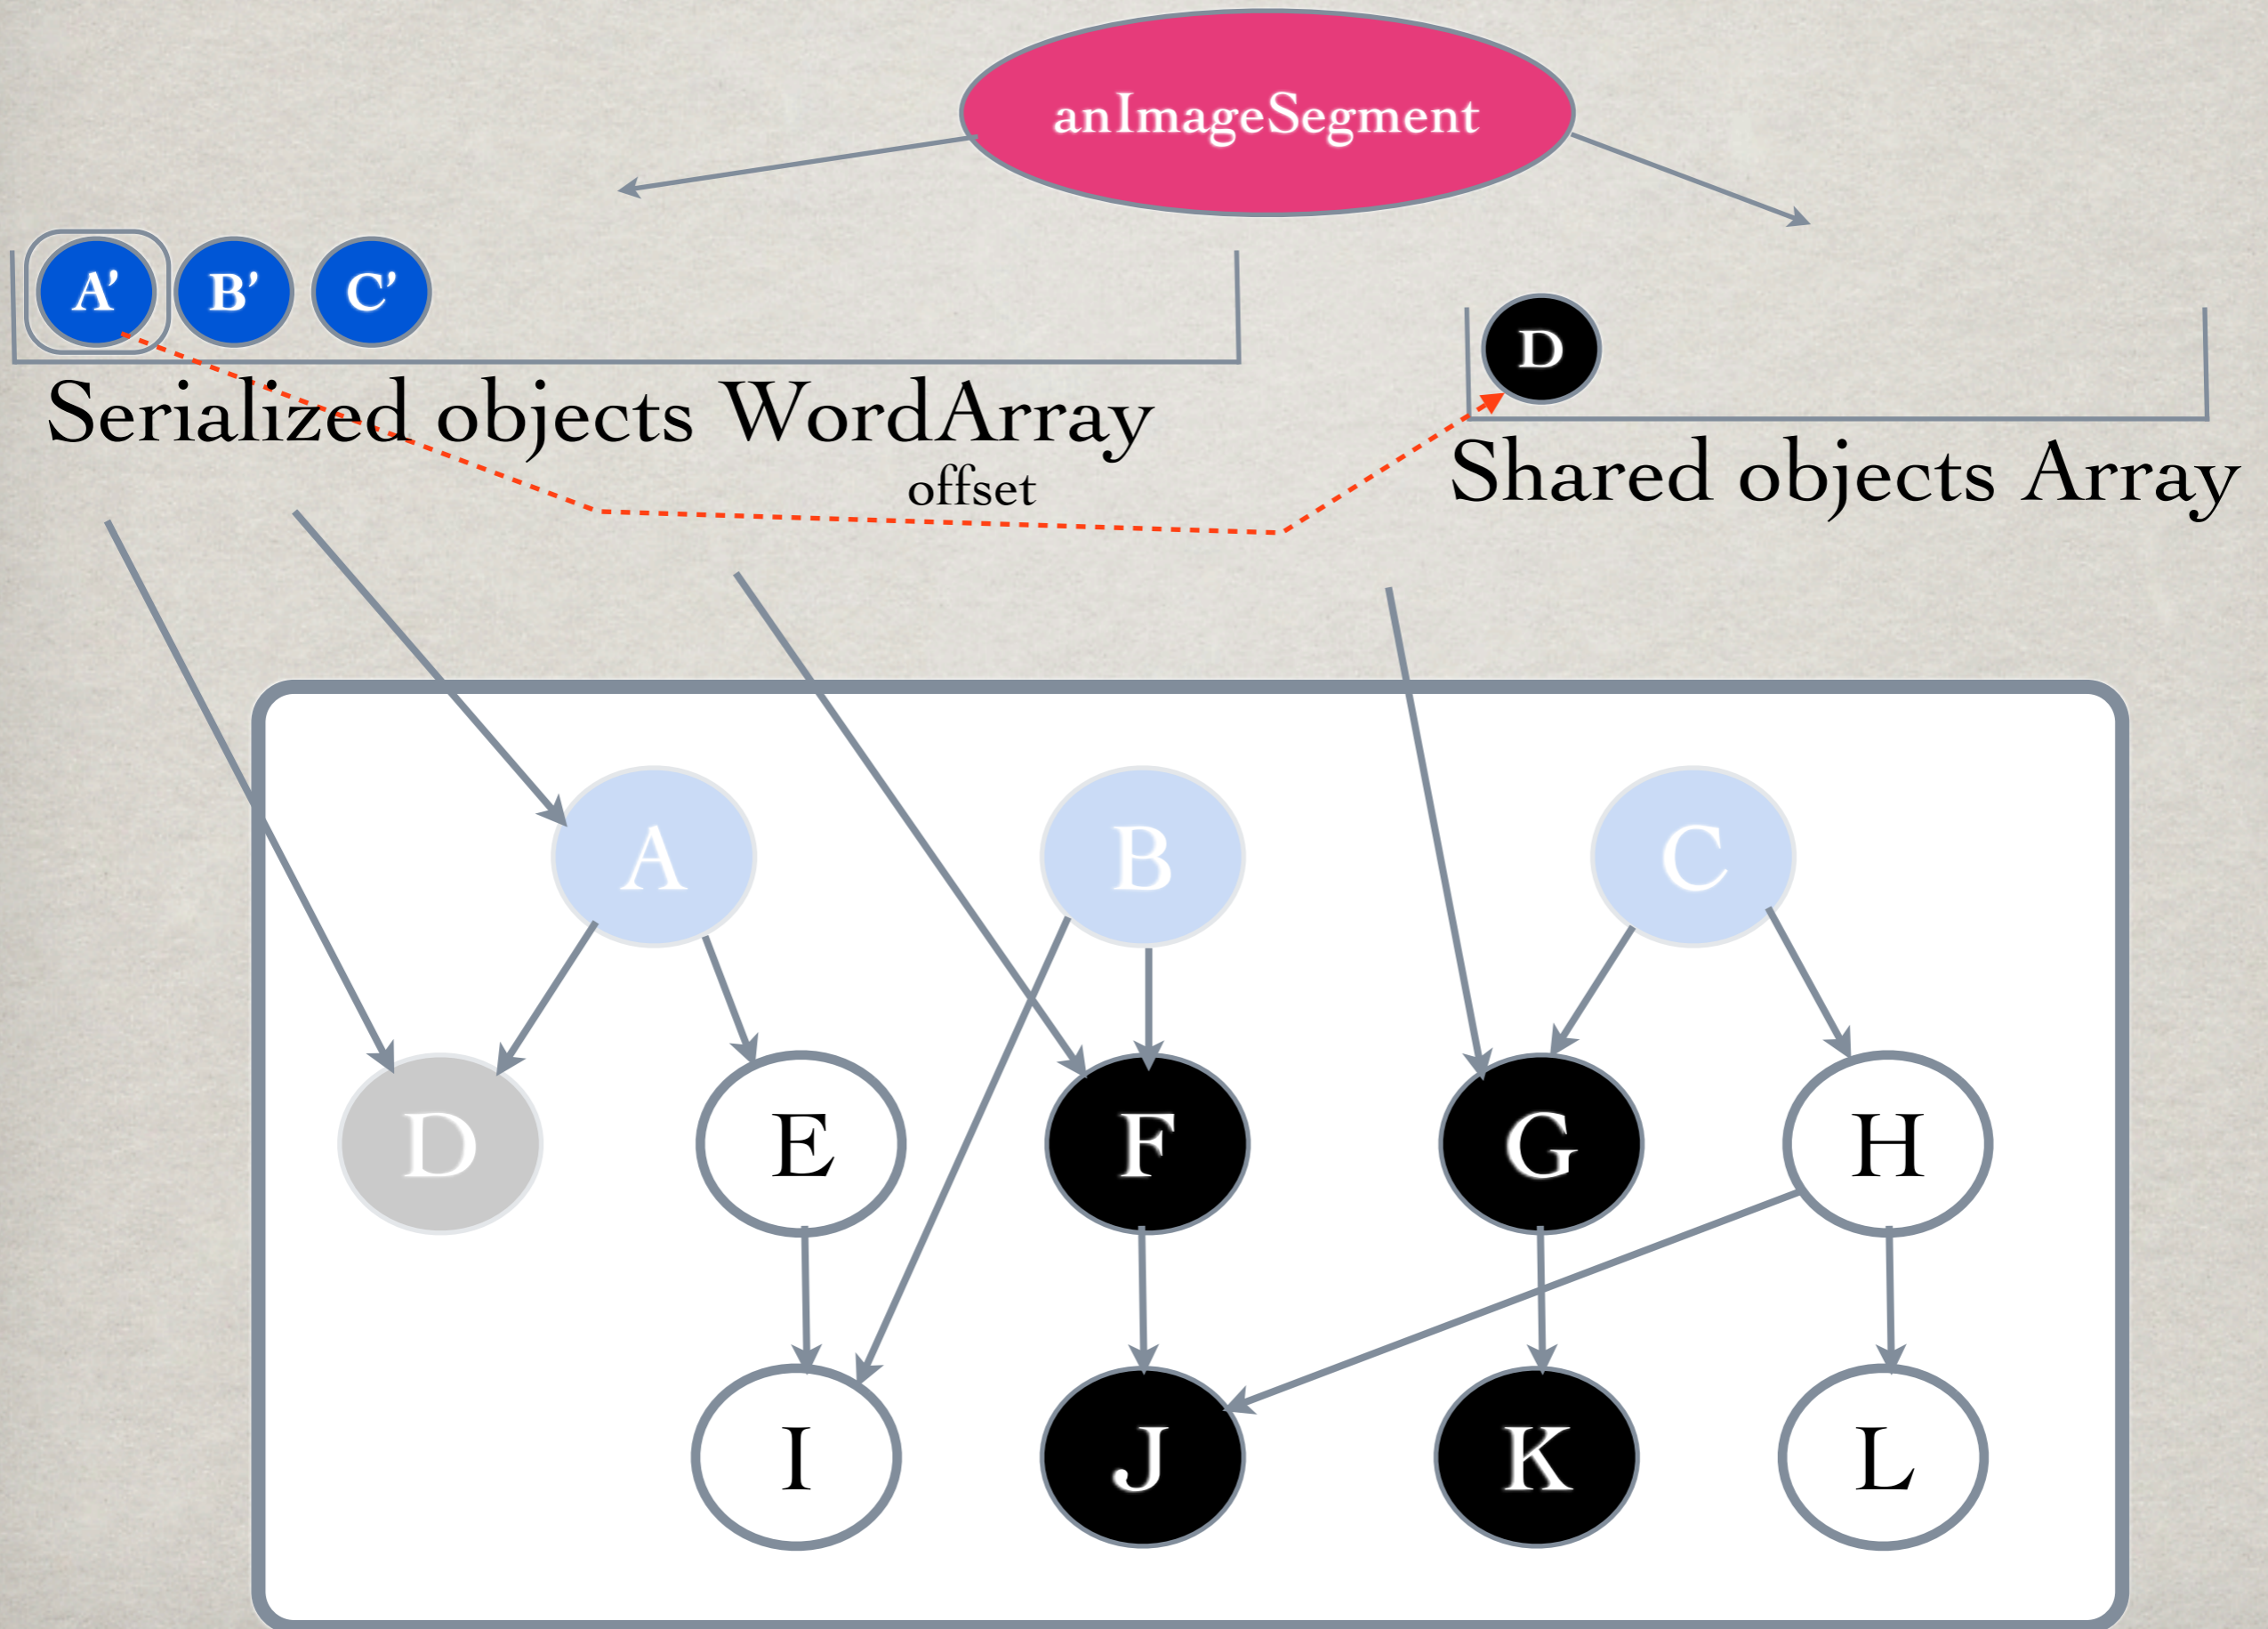 anImageSegment
A’ B’ C’
D
Serialized objects WordArray
offset
Shared objects Array
A B C
D E F G H
I J K L